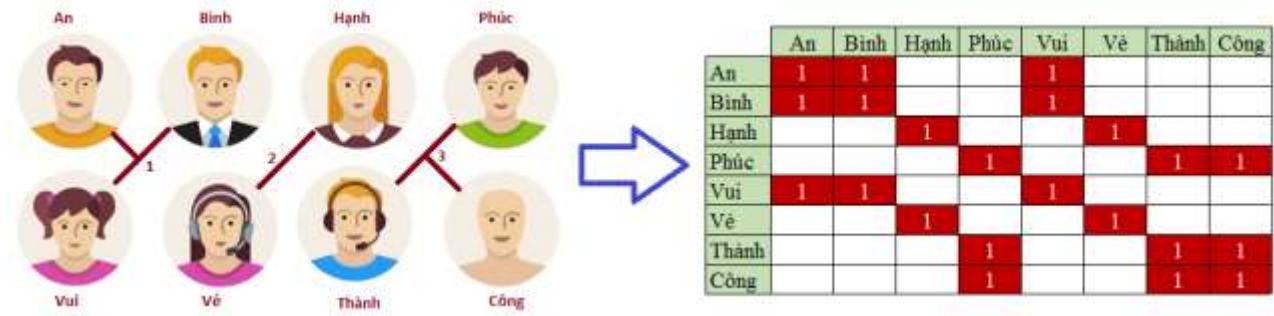 An Bình Hạnh Phúc
1 2 3
Vui Vẻ Thành Công
An Bình Hạnh Phúc Vui Vẻ Thành Công
An 1 1 1
Bình 1 1 1
Hạnh 1 1
Phúc 1 1 1
Vui 1 1 1
Vẻ 1 1
Thành 1 1 1
Công 1 1 1